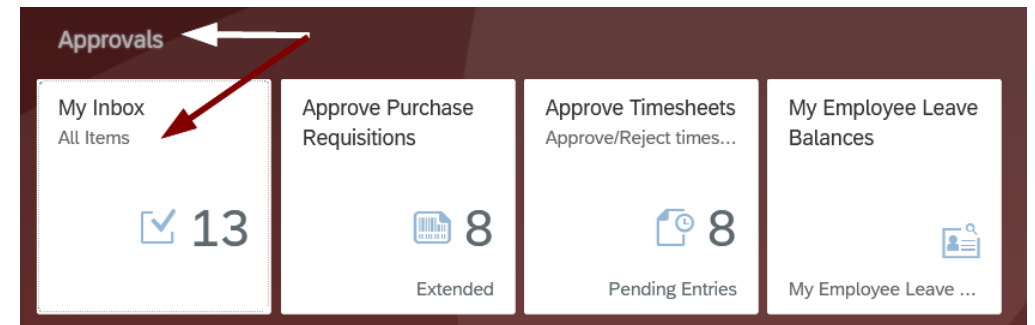 Approvals
My Inbox
All Items
13
Approve Purchase
Requisitions
8
Extended
Approve Timesheets
Approve/Reject times...
8
Pending Entries
My Employee Leave
Balances
My Employee Leave ...